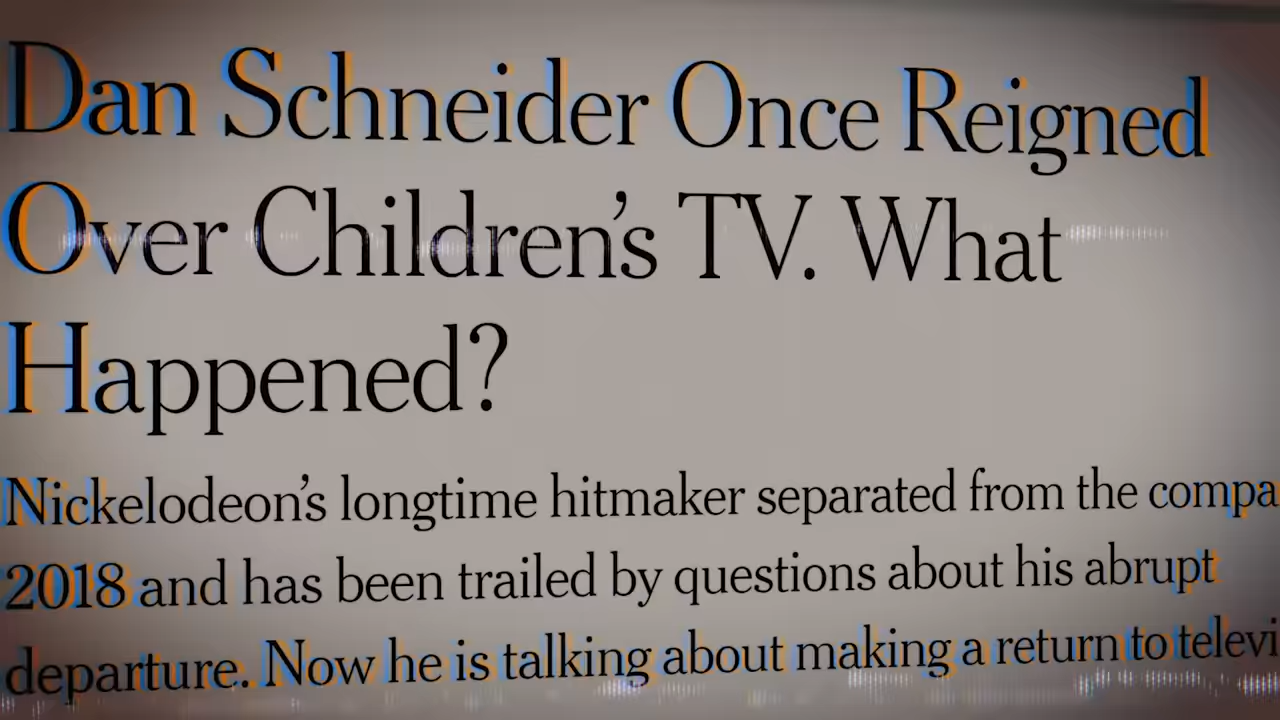 Dan Schneider Once Reigned
Over Children’s TV. What
Happened?
Nickelodeon’s longtime hitmaker separated from the compa
2018 and has been trailed by questions about his abrupt
departure. Now he is talking about making a return to televi